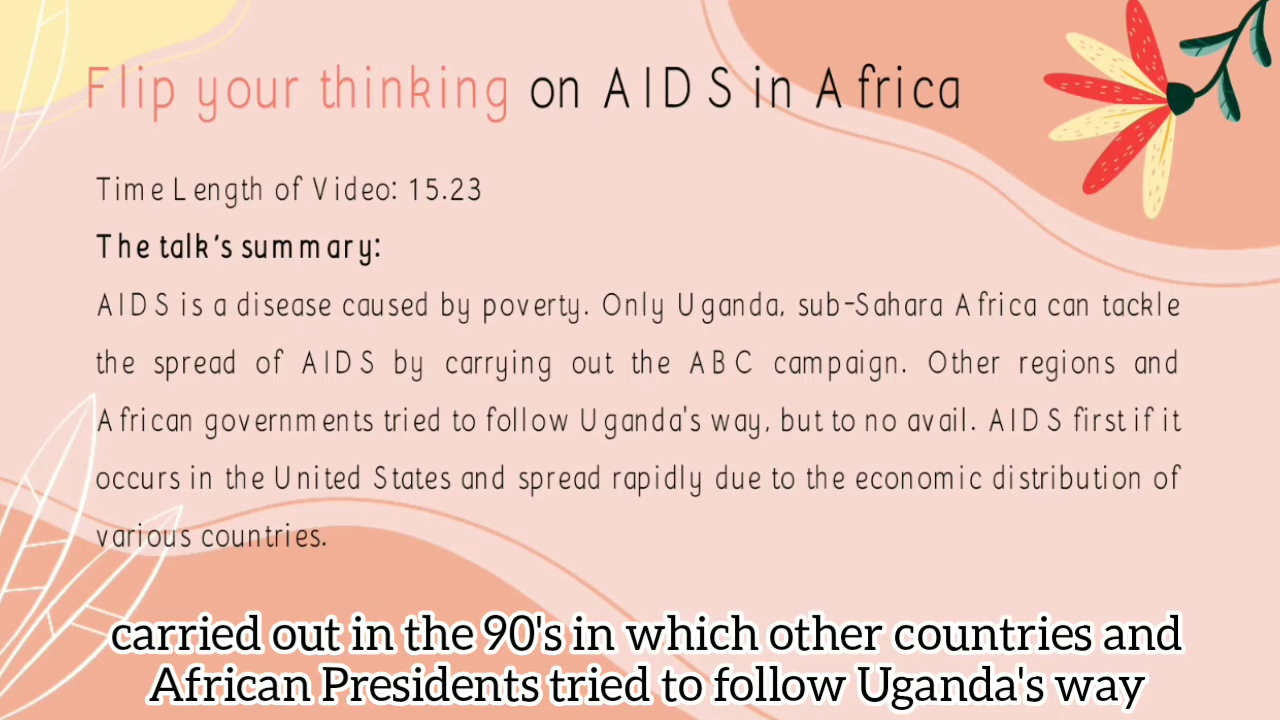 Flip your thinking on AIDS in Africa
Time Length of Video: 15.23
The talk's summary:
AIDS is a disease caused by poverty. Only Uganda, sub-Sahara Africa can tackle
the spread of AIDS by carrying out the ABC campaign. Other regions and
African governments tried to follow Uganda's way, but to no avail. AIDS first if it
occurs in the United States and spread rapidly due to the economic distribution of
various countries.
carried out in the 90's in which other countries and
African Presidents tried to follow Uganda's way